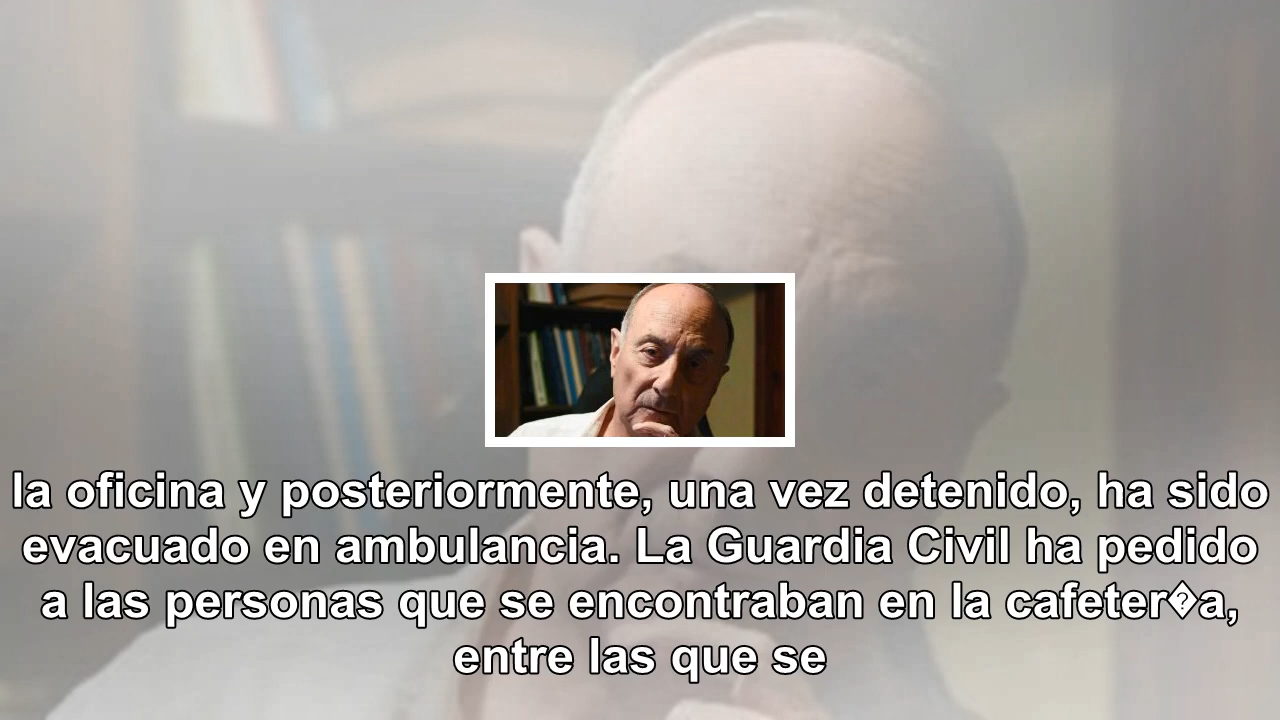 la oficina y posteriormente, una vez detenido, ha sido
evacuado en ambulancia. La Guardia Civil ha pedido
a las personas que se encontraban en la cafeter�a,
entre las que se